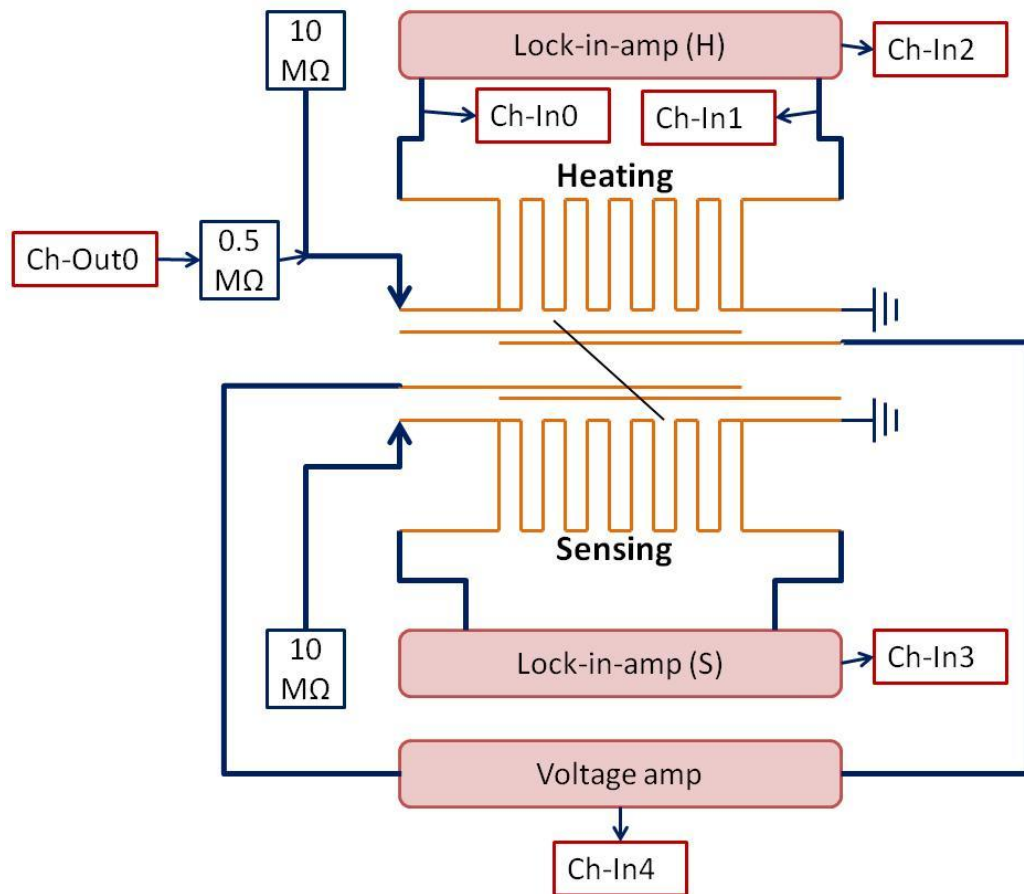 10
MΩ
Lock-in-amp (H)
Ch-In2
Ch-In0
Ch-In1
Heating
Ch-Out0
0.5
MΩ
Sensing
10
MΩ
Lock-in-amp (S)
Ch-In3
Voltage amp
Ch-In4